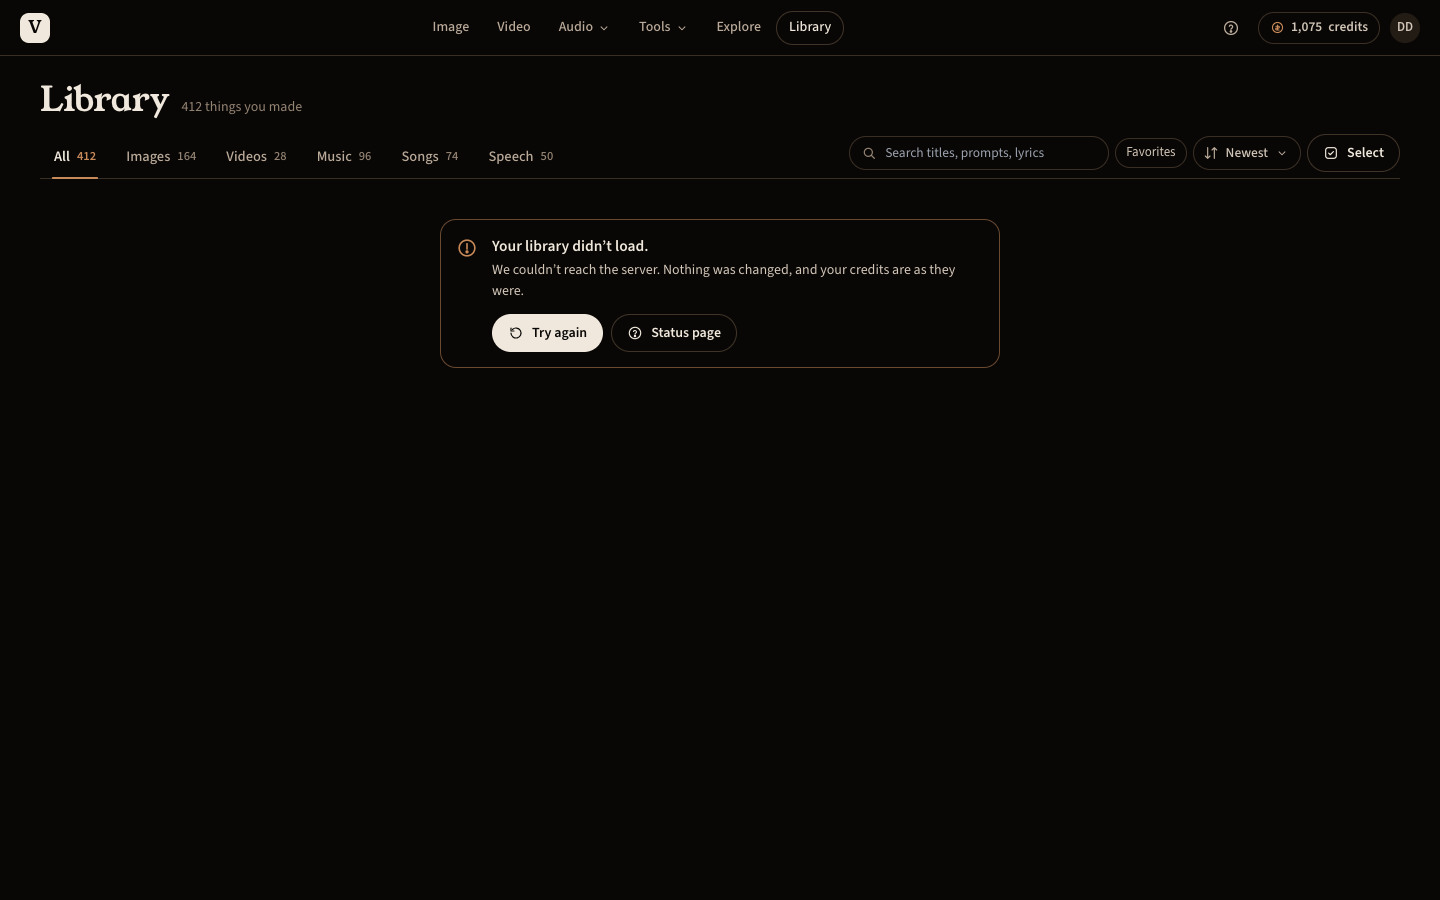 V Image Video Audio Tools Explore Library 1,075 credits DD
Library 412 things you made
All 412 Images 164 Videos 28 Music 96 Songs 74 Speech 50 Search titles, prompts, lyrics Favorites Newest Select
Your library didn’t load.
We couldn’t reach the server. Nothing was changed, and your credits are as they
were.
Try again Status page